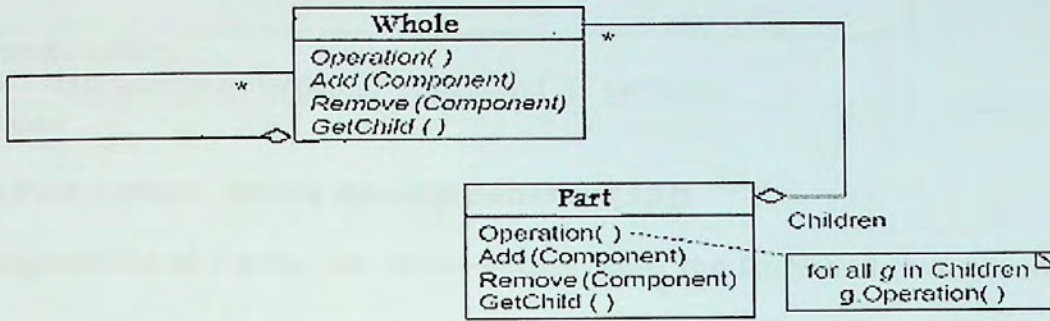 Whole
*
*
Operation( )
Add (Component)
Remove (Component)
GetChild ( )
Part
Children
Operation( )
Add (Component)
Remove (Component)
GetChild ( )
for all g in Children
g.Operation( )